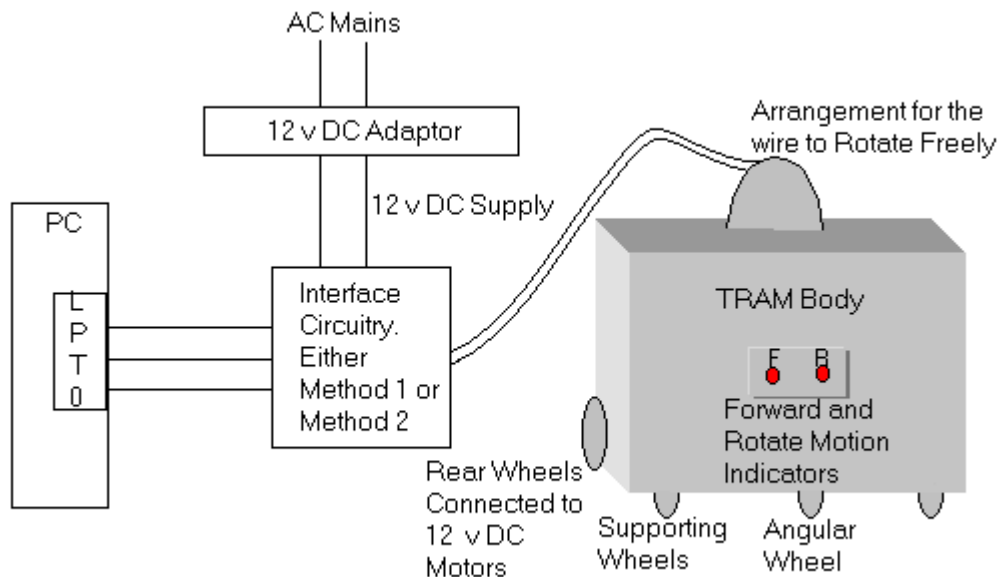 AC Mains
12 v DC Adaptor
12 v DC Supply
PC
L
P
T
0
Interface
Circuitry.
Either
Method 1 or
Method 2
Arrangement for the
wire to Rotate Freely
TRAM Body
F B
Forward and
Rotate Motion
Indicators
Rear Wheels
Connected to
12 v DC
Motors
Supporting
Wheels
Angular
Wheel